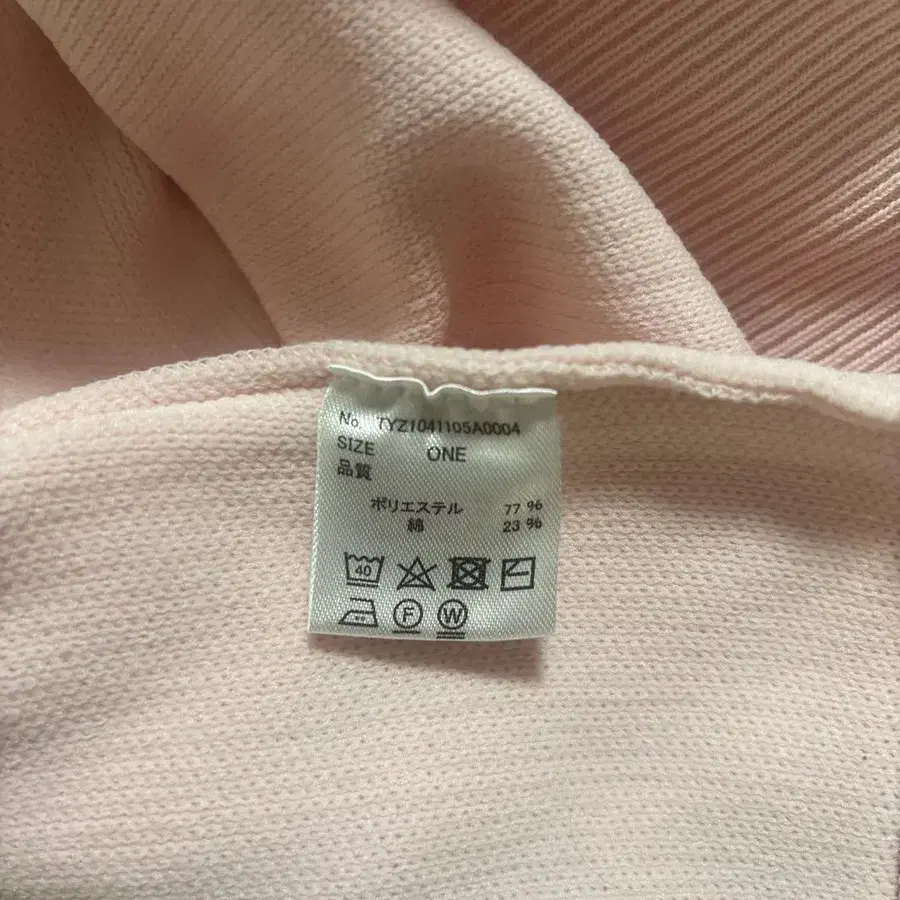 No. TYZ1041105A0004
SIZE ONE
品質
ポリエステル 77 %
綿 23 %
40
F W